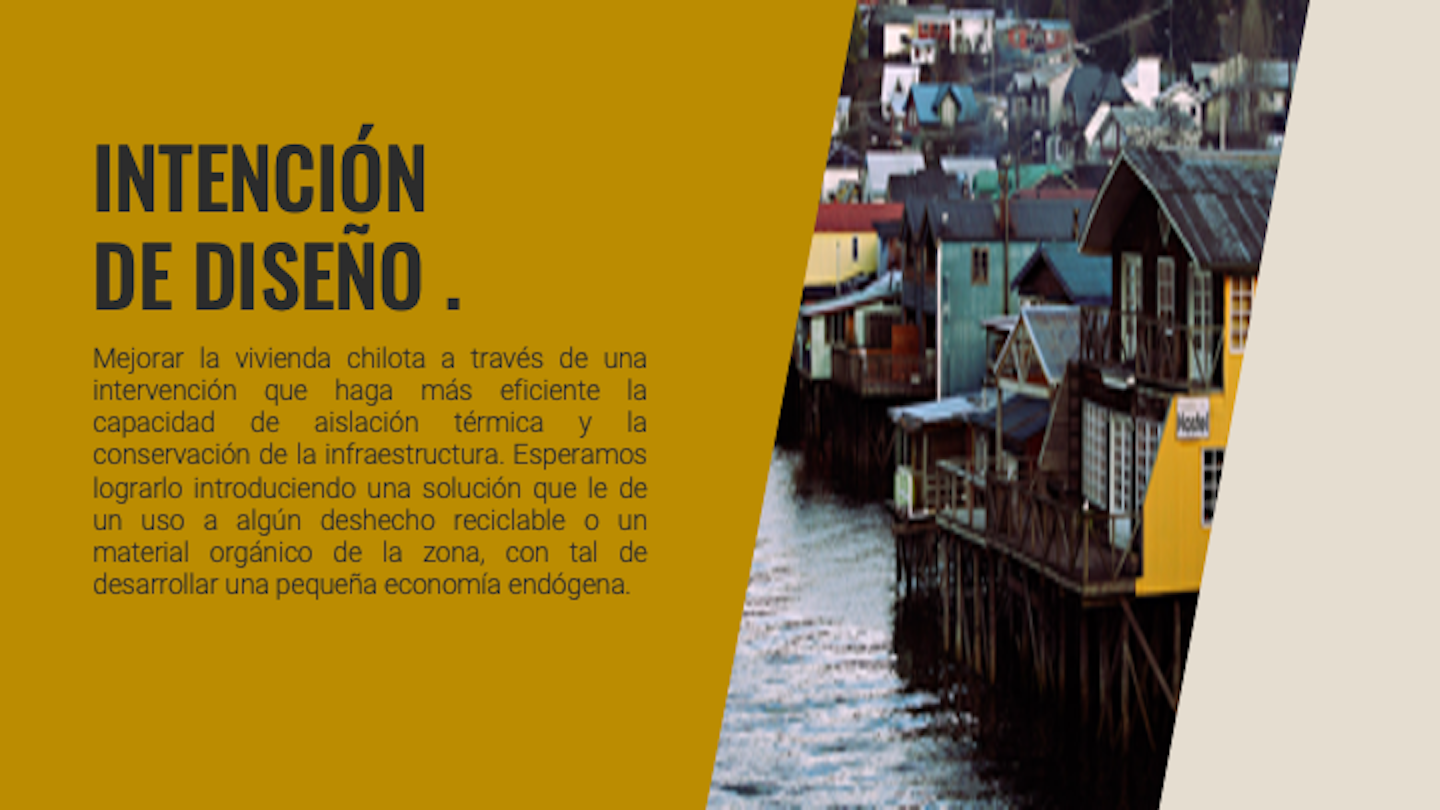 INTENCIÓN
DE DISEÑO .
Mejorar la vivienda chilota a través de una
intervención que haga más eficiente la
capacidad de aislación térmica y la
conservación de la infraestructura. Esperamos
lograrlo introduciendo una solución que le de
un uso a algún deshecho reciclable o un
material orgánico de la zona, con tal de
desarrollar una pequeña economía endógena.
Hostel